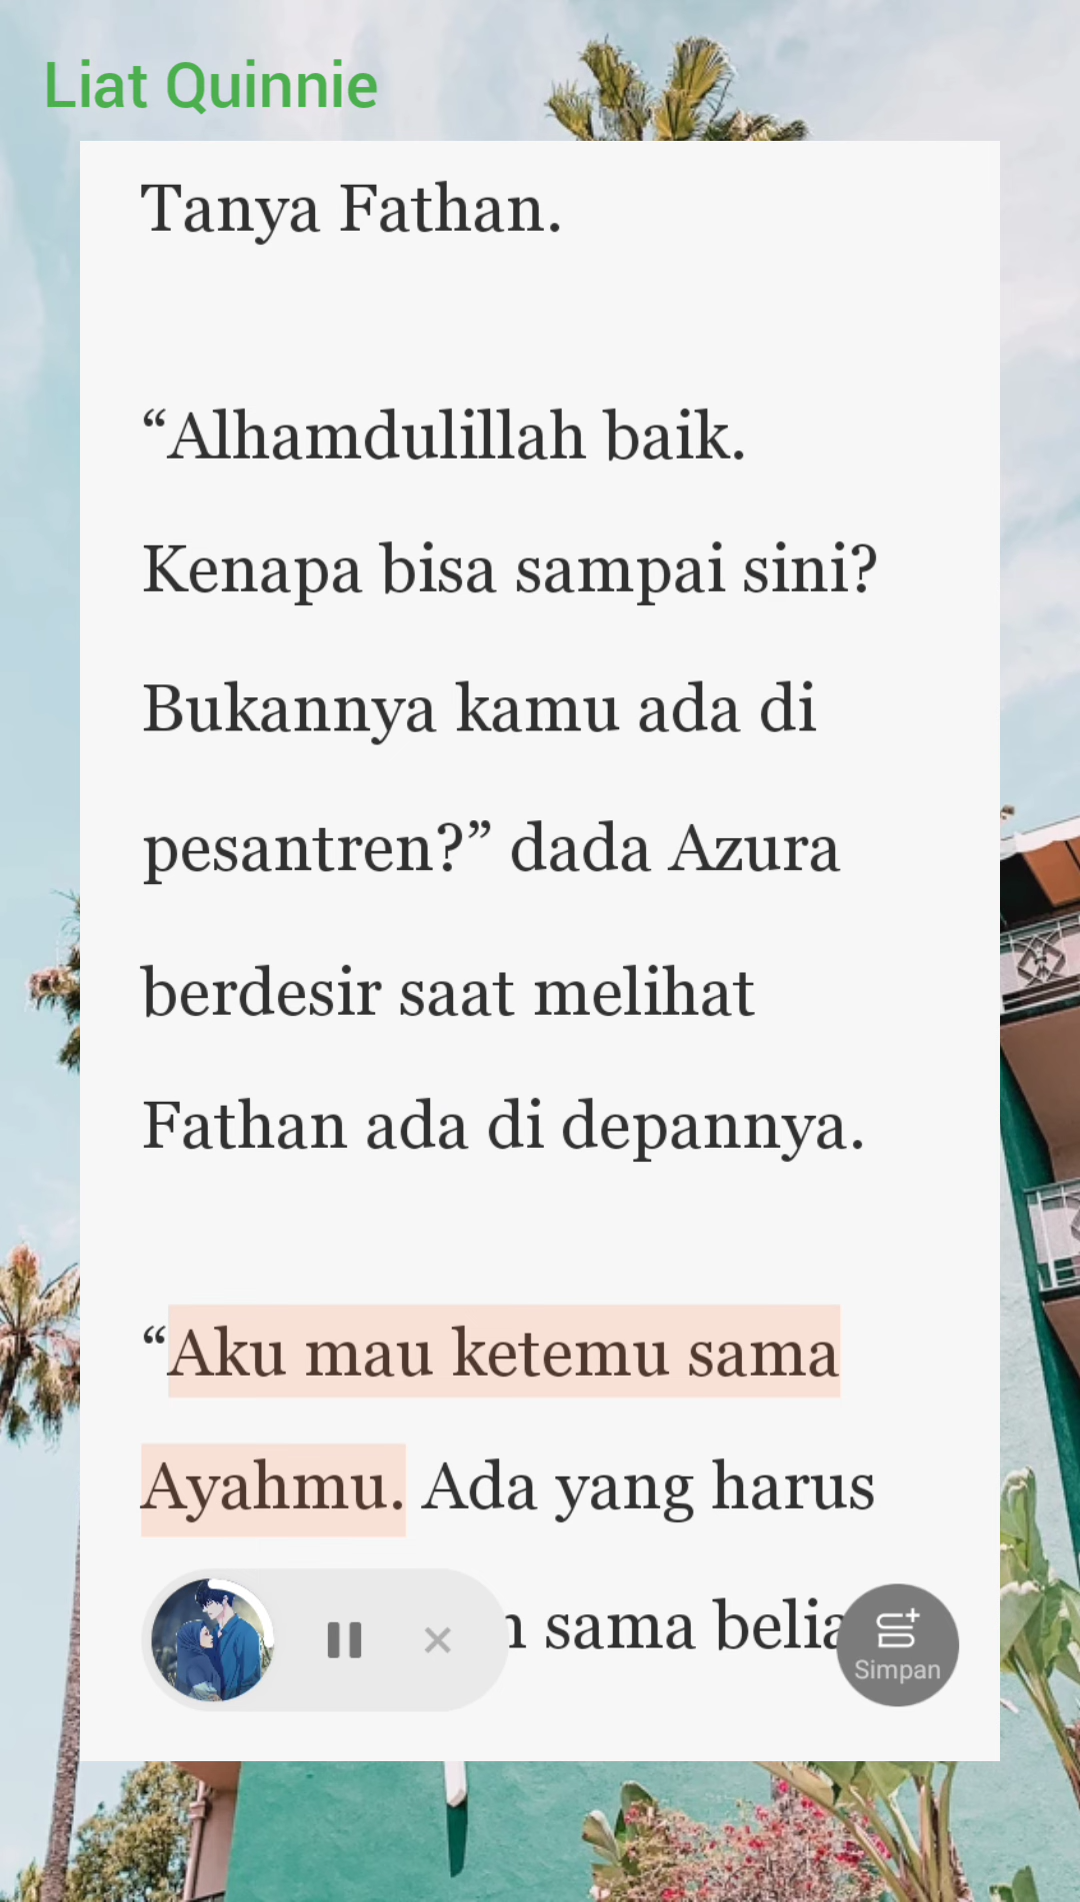 Liat Quinnie
Tanya Fathan.
“Alhamdulillah baik.
Kenapa bisa sampai sini?
Bukannya kamu ada di
pesantren?” dada Azura
berdesir saat melihat
Fathan ada di depannya.
“Aku mau ketemu sama
Ayahmu. Ada yang harus
sama
Simpan